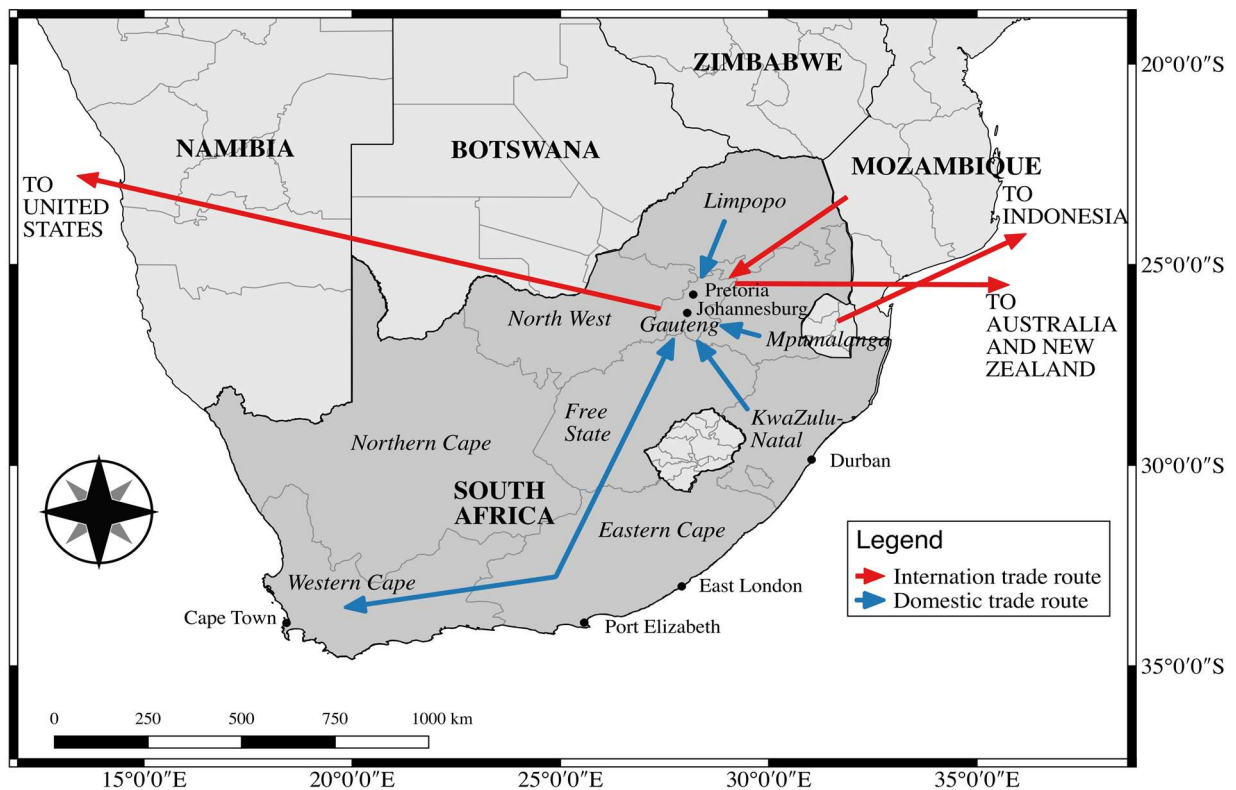 ZIMBABWE
20°0′0″S
NAMIBIA
BOTSWANA
MOZAMBIQUE
TO
UNITED
STATES
TO
INDONESIA
Limpopo
25°0′0″S
Pretoria
Johannesburg
North West
Gauteng
Mpumalanga
TO
AUSTRALIA
AND NEW
ZEALAND
Free
State
KwaZulu-
Natal
Northern Cape
Durban
30°0′0″S
SOUTH
AFRICA
Eastern Cape
Legend
Internation trade route
Domestic trade route
Western Cape
East London
Cape Town
Port Elizabeth
35°0′0″S
0 250 500 750 1000 km
15°0′0″E 20°0′0″E 25°0′0″E 30°0′0″E 35°0′0″E